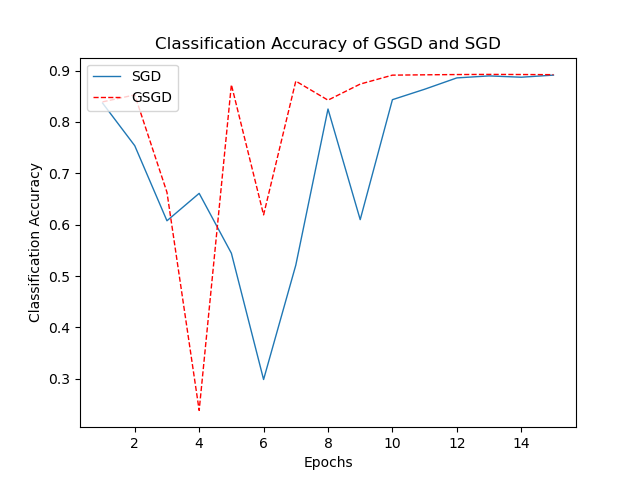 Classification Accuracy of GSGD and SGD
SGD
GSGD
0.9
0.8
0.7
0.6
0.5
0.4
0.3
Classification Accuracy
2 4 6 8 10 12 14
Epochs